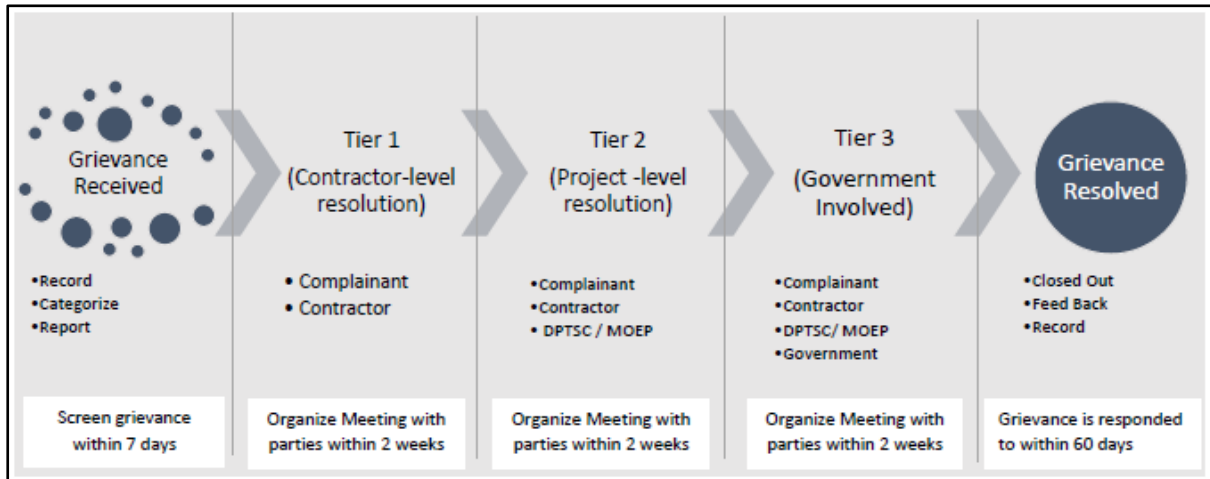 Grievance
Received
•Record
•Categorize
•Report
Screen grievance
within 7 days
Tier 1
(Contractor-level
resolution)
• Complainant
• Contractor
Organize Meeting with
parties within 2 weeks
Tier 2
(Project -level
resolution)
•Complainant
•Contractor
• DPTSC / MOEP
Organize Meeting with
parties within 2 weeks
Tier 3
(Government
Involved)
•Complainant
•Contractor
•DPTSC/ MOEP
•Government
Organize Meeting with
parties within 2 weeks
Grievance
Resolved
•Closed Out
•Feed Back
•Record
Grievance is responded
to within 60 days